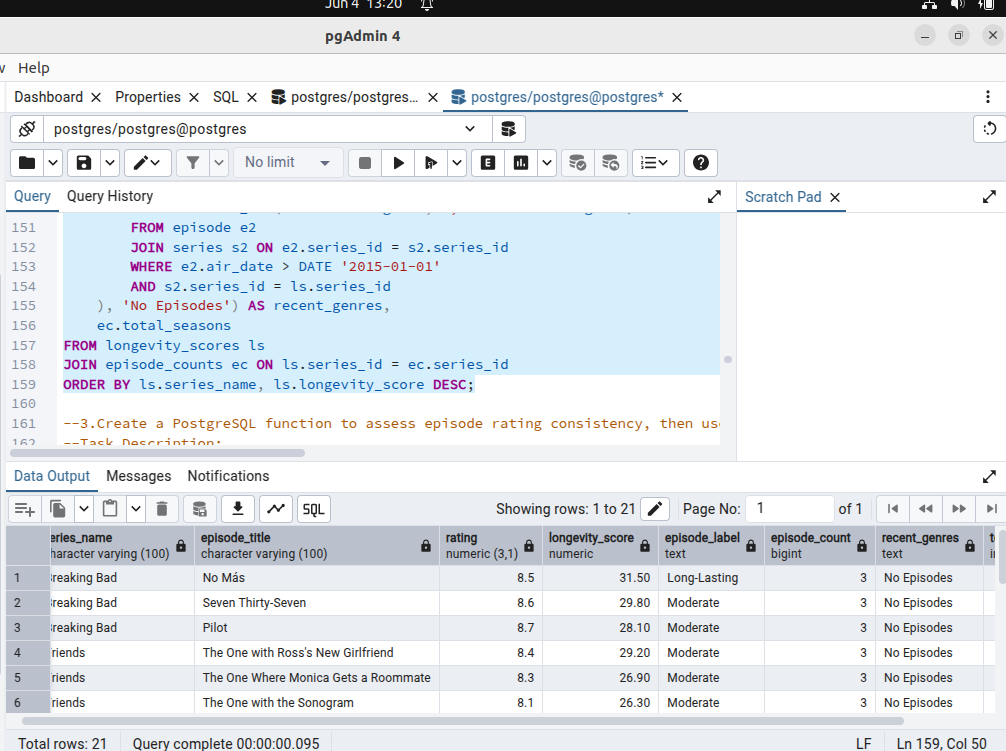 Jun 4 13:20
pgAdmin 4
Help
Dashboard Properties SQL postgres/postgres... postgres/postgres@postgres*
postgres/postgres@postgres
No limit
E
Query Query History Scratch Pad
151 FROM episode e2
152 JOIN series s2 ON e2.series_id = s2.series_id
153 WHERE e2.air_date > DATE '2015-01-01'
154 AND s2.series_id = ls.series_id
155 ), 'No Episodes') AS recent_genres,
156 ec.total_seasons
157 FROM longevity_scores ls
158 JOIN episode_counts ec ON ls.series_id = ec.series_id
159 ORDER BY ls.series_name, ls.longevity_score DESC;
160
161 --3.Create a PostgreSQL function to assess episode rating consistency, then us
162 --Task Description:
Data Output Messages Notifications
SQL Showing rows: 1 to 21 Page No: 1 of 1
eries_name episode_title rating longevity_score episode_label episode_count recent_genres
haracter varying (100) character varying (100) numeric (3,1) numeric text bigint text
1 Breaking Bad No Más 8.5 31.50 Long-Lasting 3 No Episodes
2 Breaking Bad Seven Thirty-Seven 8.6 29.80 Moderate 3 No Episodes
3 Breaking Bad Pilot 8.7 28.10 Moderate 3 No Episodes
4 riends The One with Ross's New Girlfriend 8.4 29.20 Moderate 3 No Episodes
5 riends The One Where Monica Gets a Roommate 8.3 26.90 Moderate 3 No Episodes
6 riends The One with the Sonogram 8.1 26.30 Moderate 3 No Episodes
Total rows: 21 Query complete 00:00:00.095 LF Ln 159, Col 50